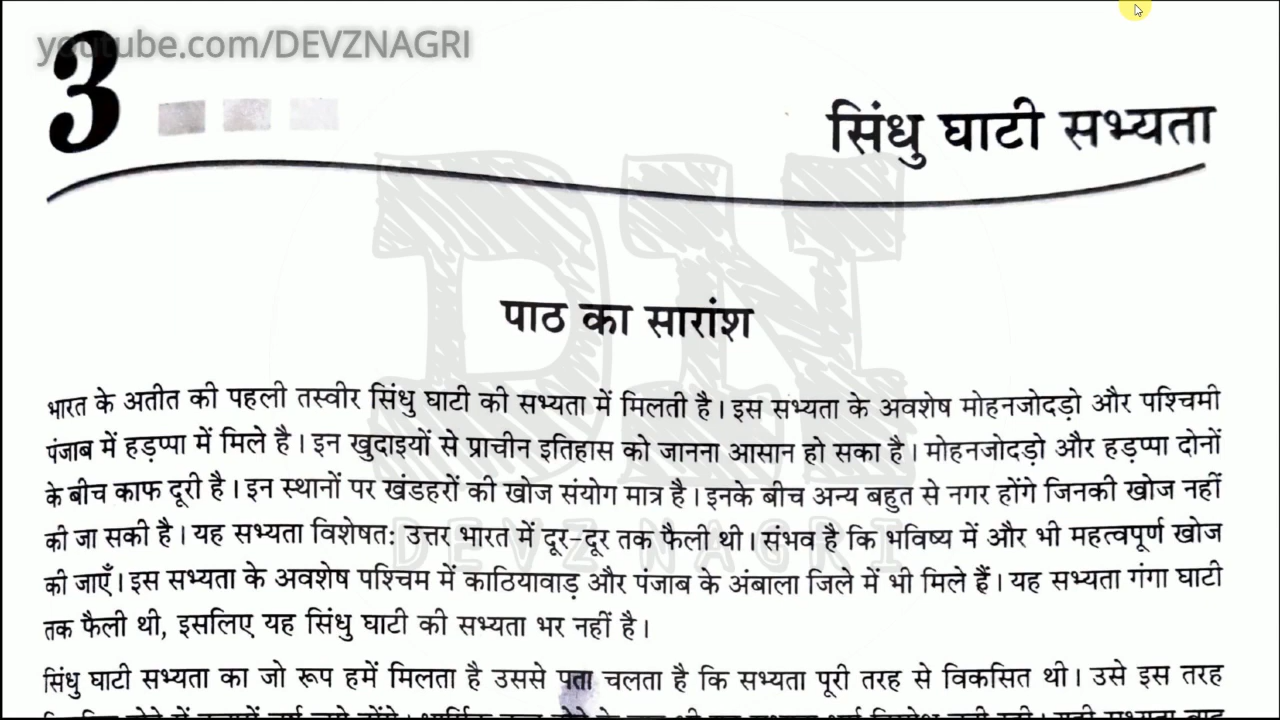 youtube.com/DEVZNAGRI
3
सिंधु घाटी सभ्यता
पाठ का सारांश
भारत के अतीत की पहली तस्वीर सिंधु घाटी की सभ्यता में मिलती है। इस सभ्यता के अवशेष मोहनजोदड़ो और पश्चिमी
पंजाब में हड़प्पा में मिले है। इन खुदाइयों से प्राचीन इतिहास को जानना आसान हो सका है। मोहनजोदड़ो और हड़प्पा दोनों
के बीच काफ दूरी है। इन स्थानों पर खंडहरों की खोज संयोग मात्र है। इनके बीच अन्य बहुत से नगर होंगे जिनकी खोज नहीं
की जा सकी है। यह सभ्यता विशेषतः उत्तर भारत में दूर-दूर तक फैली थी। संभव है कि भविष्य में और भी महत्वपूर्ण खोज
की जाएँ। इस सभ्यता के अवशेष पश्चिम में काठियावाड़ और पंजाब के अंबाला जिले में भी मिले हैं। यह सभ्यता गंगा घाटी
तक फैली थी, इसलिए यह सिंधु घाटी की सभ्यता भर नहीं है।
सिंधु घाटी सभ्यता का जो रूप हमें मिलता है उससे पता चलता है कि सभ्यता पूरी तरह से विकसित थी। उसे इस तरह
DN
DEVZ NAGRI